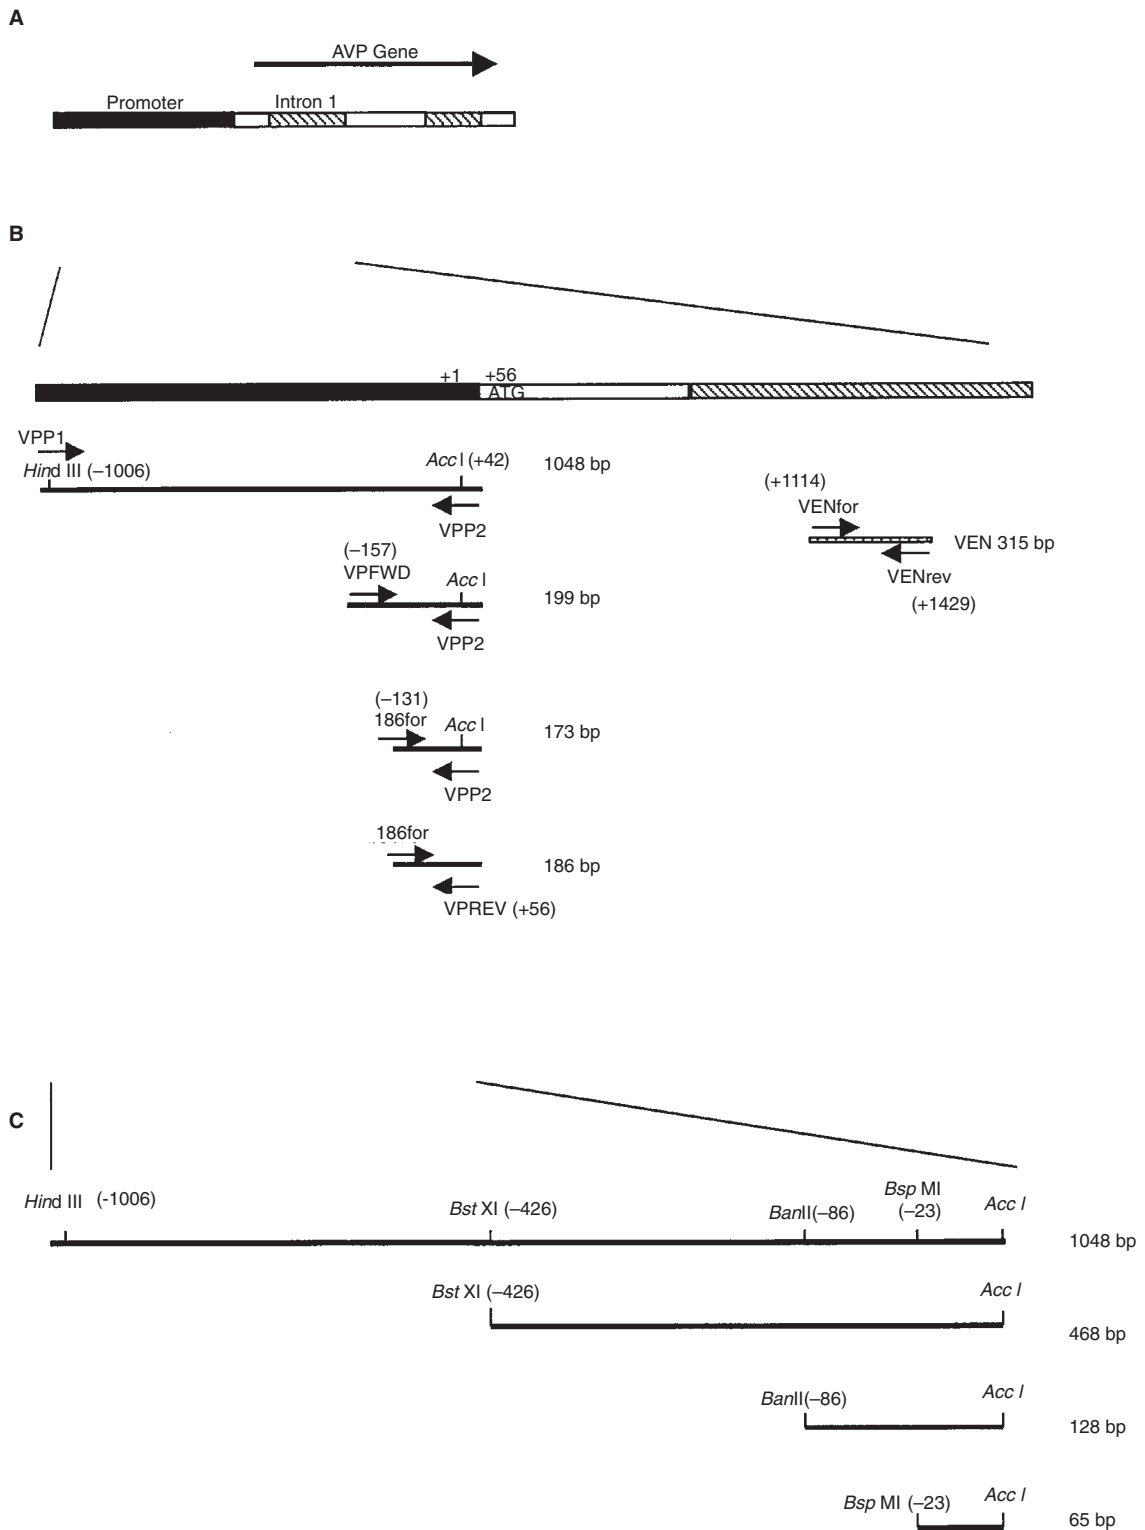 A
AVP Gene
Promoter
Intron 1
B
+1
+56
ATG
VPP1
Hind III (–1006)
Acc I (+42)
1048 bp
VPP2
(+1114)
VENfor
VEN 315 bp
VENrev
(+1429)
(–157)
VPFWD
Acc I
199 bp
VPP2
(–131)
186for
Acc I
173 bp
VPP2
186for
186 bp
VPREV (+56)
C
Hind III (-1006)
Bst XI (–426)
BanII(–86)
Bsp MI
(–23)
Acc I
1048 bp
Bst XI (–426)
Acc I
468 bp
BanII(–86)
Acc I
128 bp
Bsp MI (–23)
Acc I
65 bp